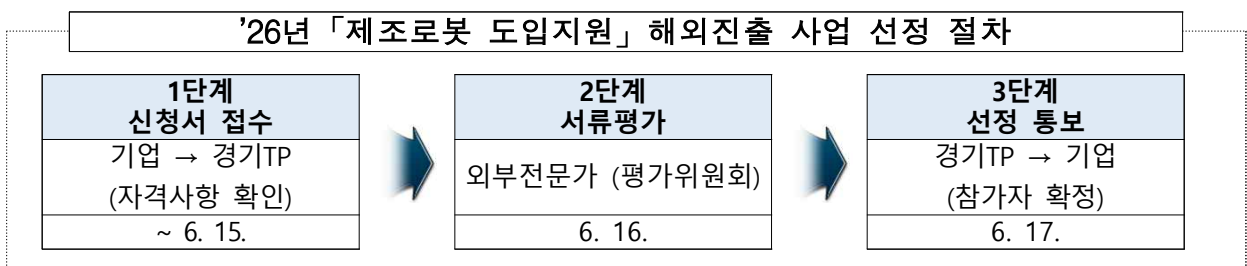 ’26년「제조로봇 도입지원」해외진출 사업 선정 절차
1단계
신청서 접수
기업 → 경기TP
(자격사항 확인)
~ 6. 15.
2단계
서류평가
외부전문가 (평가위원회)
6. 16.
3단계
선정 통보
경기TP → 기업
(참가자 확정)
6. 17.